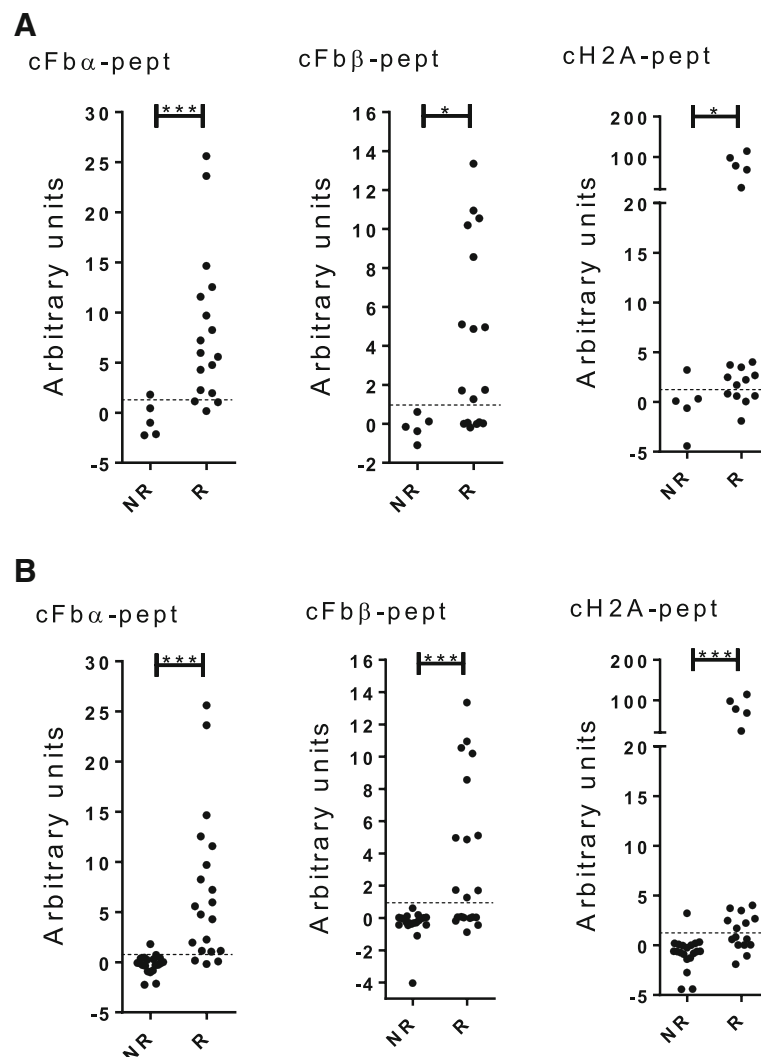 A
cFbα-pept
cFbβ-pept
cH2A-pept
***
*
*
Arbitrary units
30
25
20
15
10
5
0
-5
NR
R
Arbitrary units
16
14
12
10
8
6
4
2
0
-2
NR
R
Arbitrary units
200
100
20
15
10
5
0
-5
NR
R
B
cFbα-pept
cFbβ-pept
cH2A-pept
***
***
***
Arbitrary units
30
25
20
15
10
5
0
-5
NR
R
Arbitrary units
16
14
12
10
8
6
4
2
0
-2
-4
NR
R
Arbitrary units
200
100
20
15
10
5
0
-5
NR
R